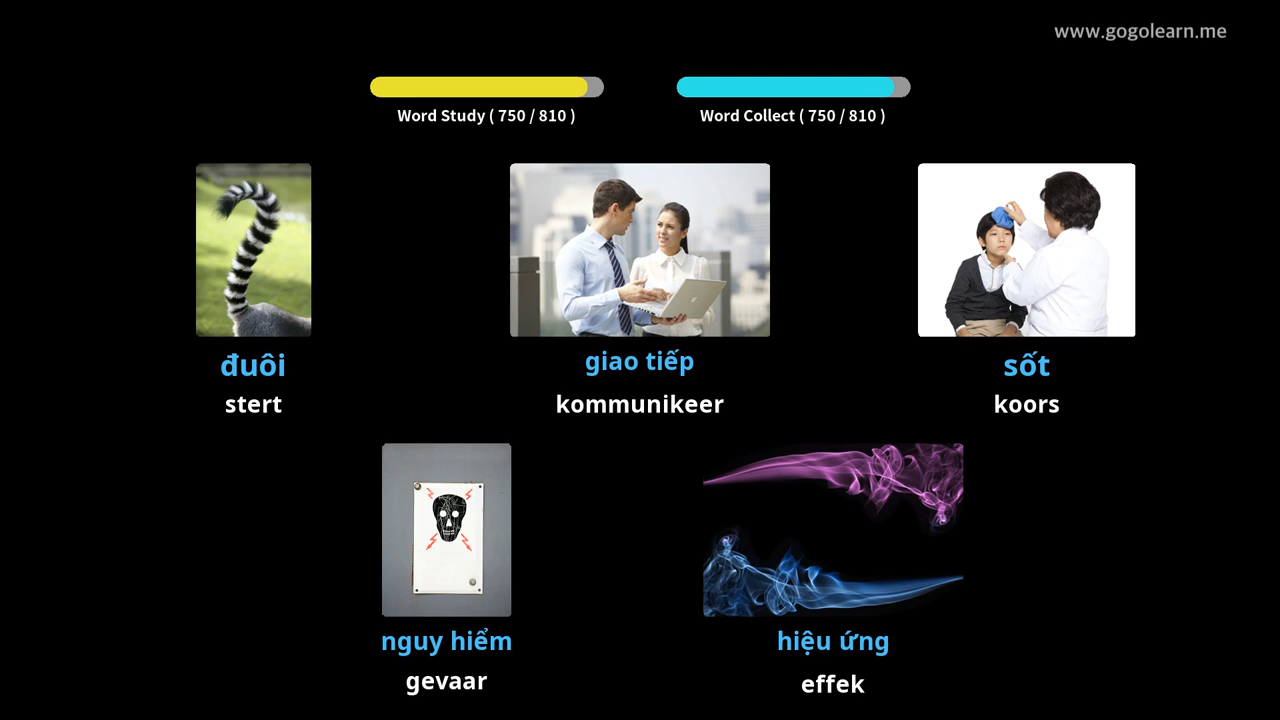 www.gogolearn.me
Word Study ( 750 / 810 )
Word Collect ( 750 / 810 )
đuôi
giao tiếp
sốt
stert
kommunikeer
koors
nguy hiểm
hiệu ứng
gevaar
effek